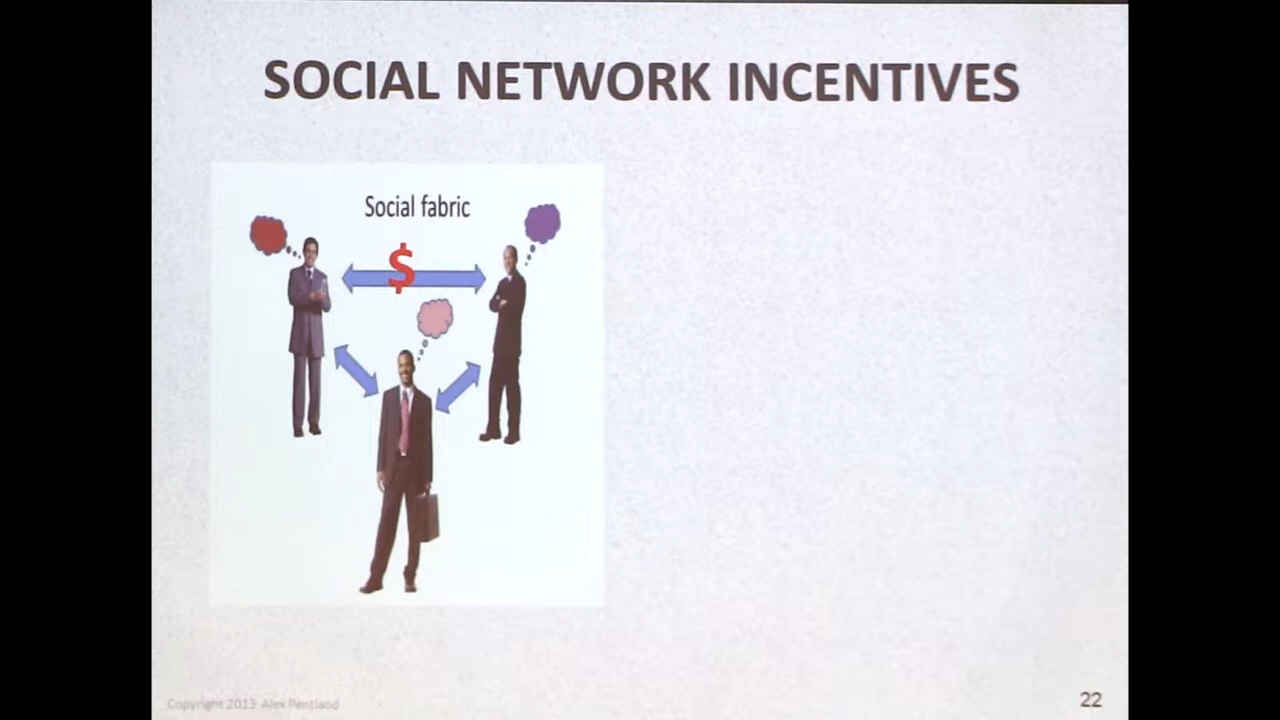 SOCIAL NETWORK INCENTIVES
Social fabric
$
Copyright 2013 Alex Pentland
22